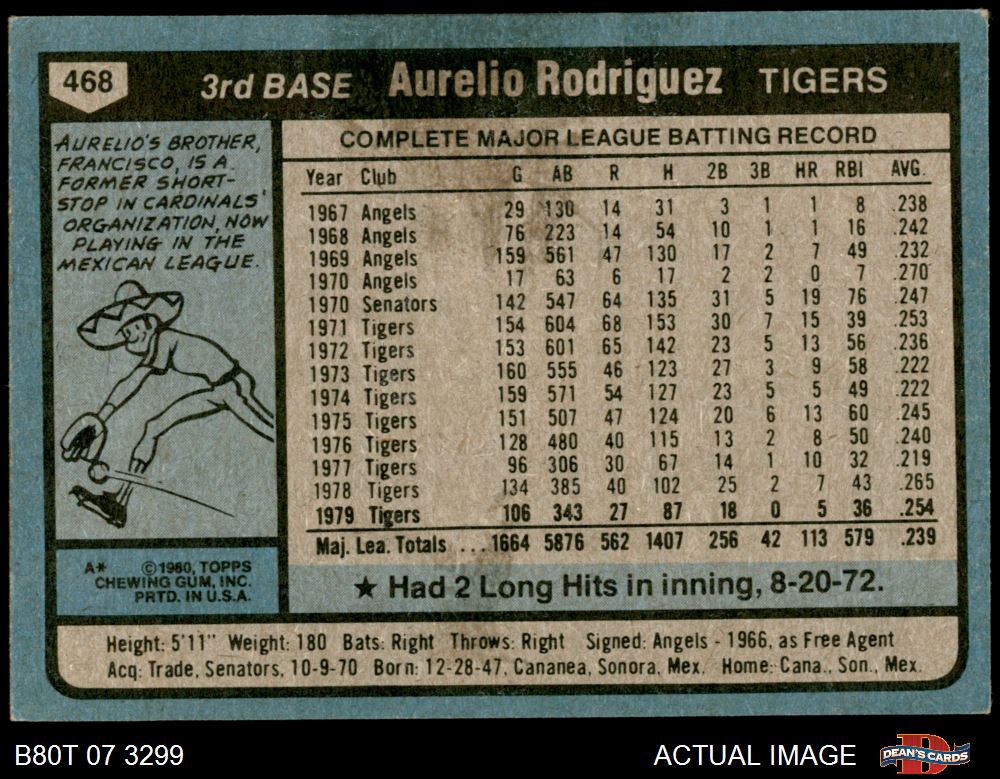 468
3rd BASE Aurelio Rodriguez TIGERS
AURELIO'S BROTHER,
FRANCISCO, IS A
FORMER SHORT-
STOP IN CARDINALS'
ORGANIZATION, NOW
PLAYING IN THE
MEXICAN LEAGUE.
A* ©1980, TOPPS
CHEWING GUM, INC.
PRTD. IN U.S.A.
COMPLETE MAJOR LEAGUE BATTING RECORD
Year Club G AB R H 2B 3B HR RBI AVG.
1967 Angels 29 130 14 31 3 1 1 8 .238
1968 Angels 76 223 14 54 10 1 1 16 .242
1969 Angels 159 561 47 130 17 2 7 49 .232
1970 Angels 17 63 6 17 2 2 0 7 .270
1970 Senators 142 547 64 135 31 5 19 76 .247
1971 Tigers 154 604 68 153 30 7 15 39 .253
1972 Tigers 153 601 65 142 23 5 13 56 .236
1973 Tigers 160 555 46 123 27 3 9 58 .222
1974 Tigers 159 571 54 127 23 5 5 49 .222
1975 Tigers 151 507 47 124 20 6 13 60 .245
1976 Tigers 128 480 40 115 13 2 8 50 .240
1977 Tigers 96 306 30 67 14 1 10 32 .219
1978 Tigers 134 385 40 102 25 2 7 43 .265
1979 Tigers 106 343 27 87 18 0 5 36 .254
Maj. Lea. Totals ...1664 5876 562 1407 256 42 113 579 .239
★ Had 2 Long Hits in inning, 8-20-72.
Height: 5'11" Weight: 180 Bats: Right Throws: Right Signed: Angels - 1966, as Free Agent
Acq: Trade, Senators, 10-9-70 Born: 12-28-47, Cananea, Sonora, Mex. Home: Cana., Son., Mex.
B80T 07 3299 ACTUAL IMAGE DEAN'S CARDS